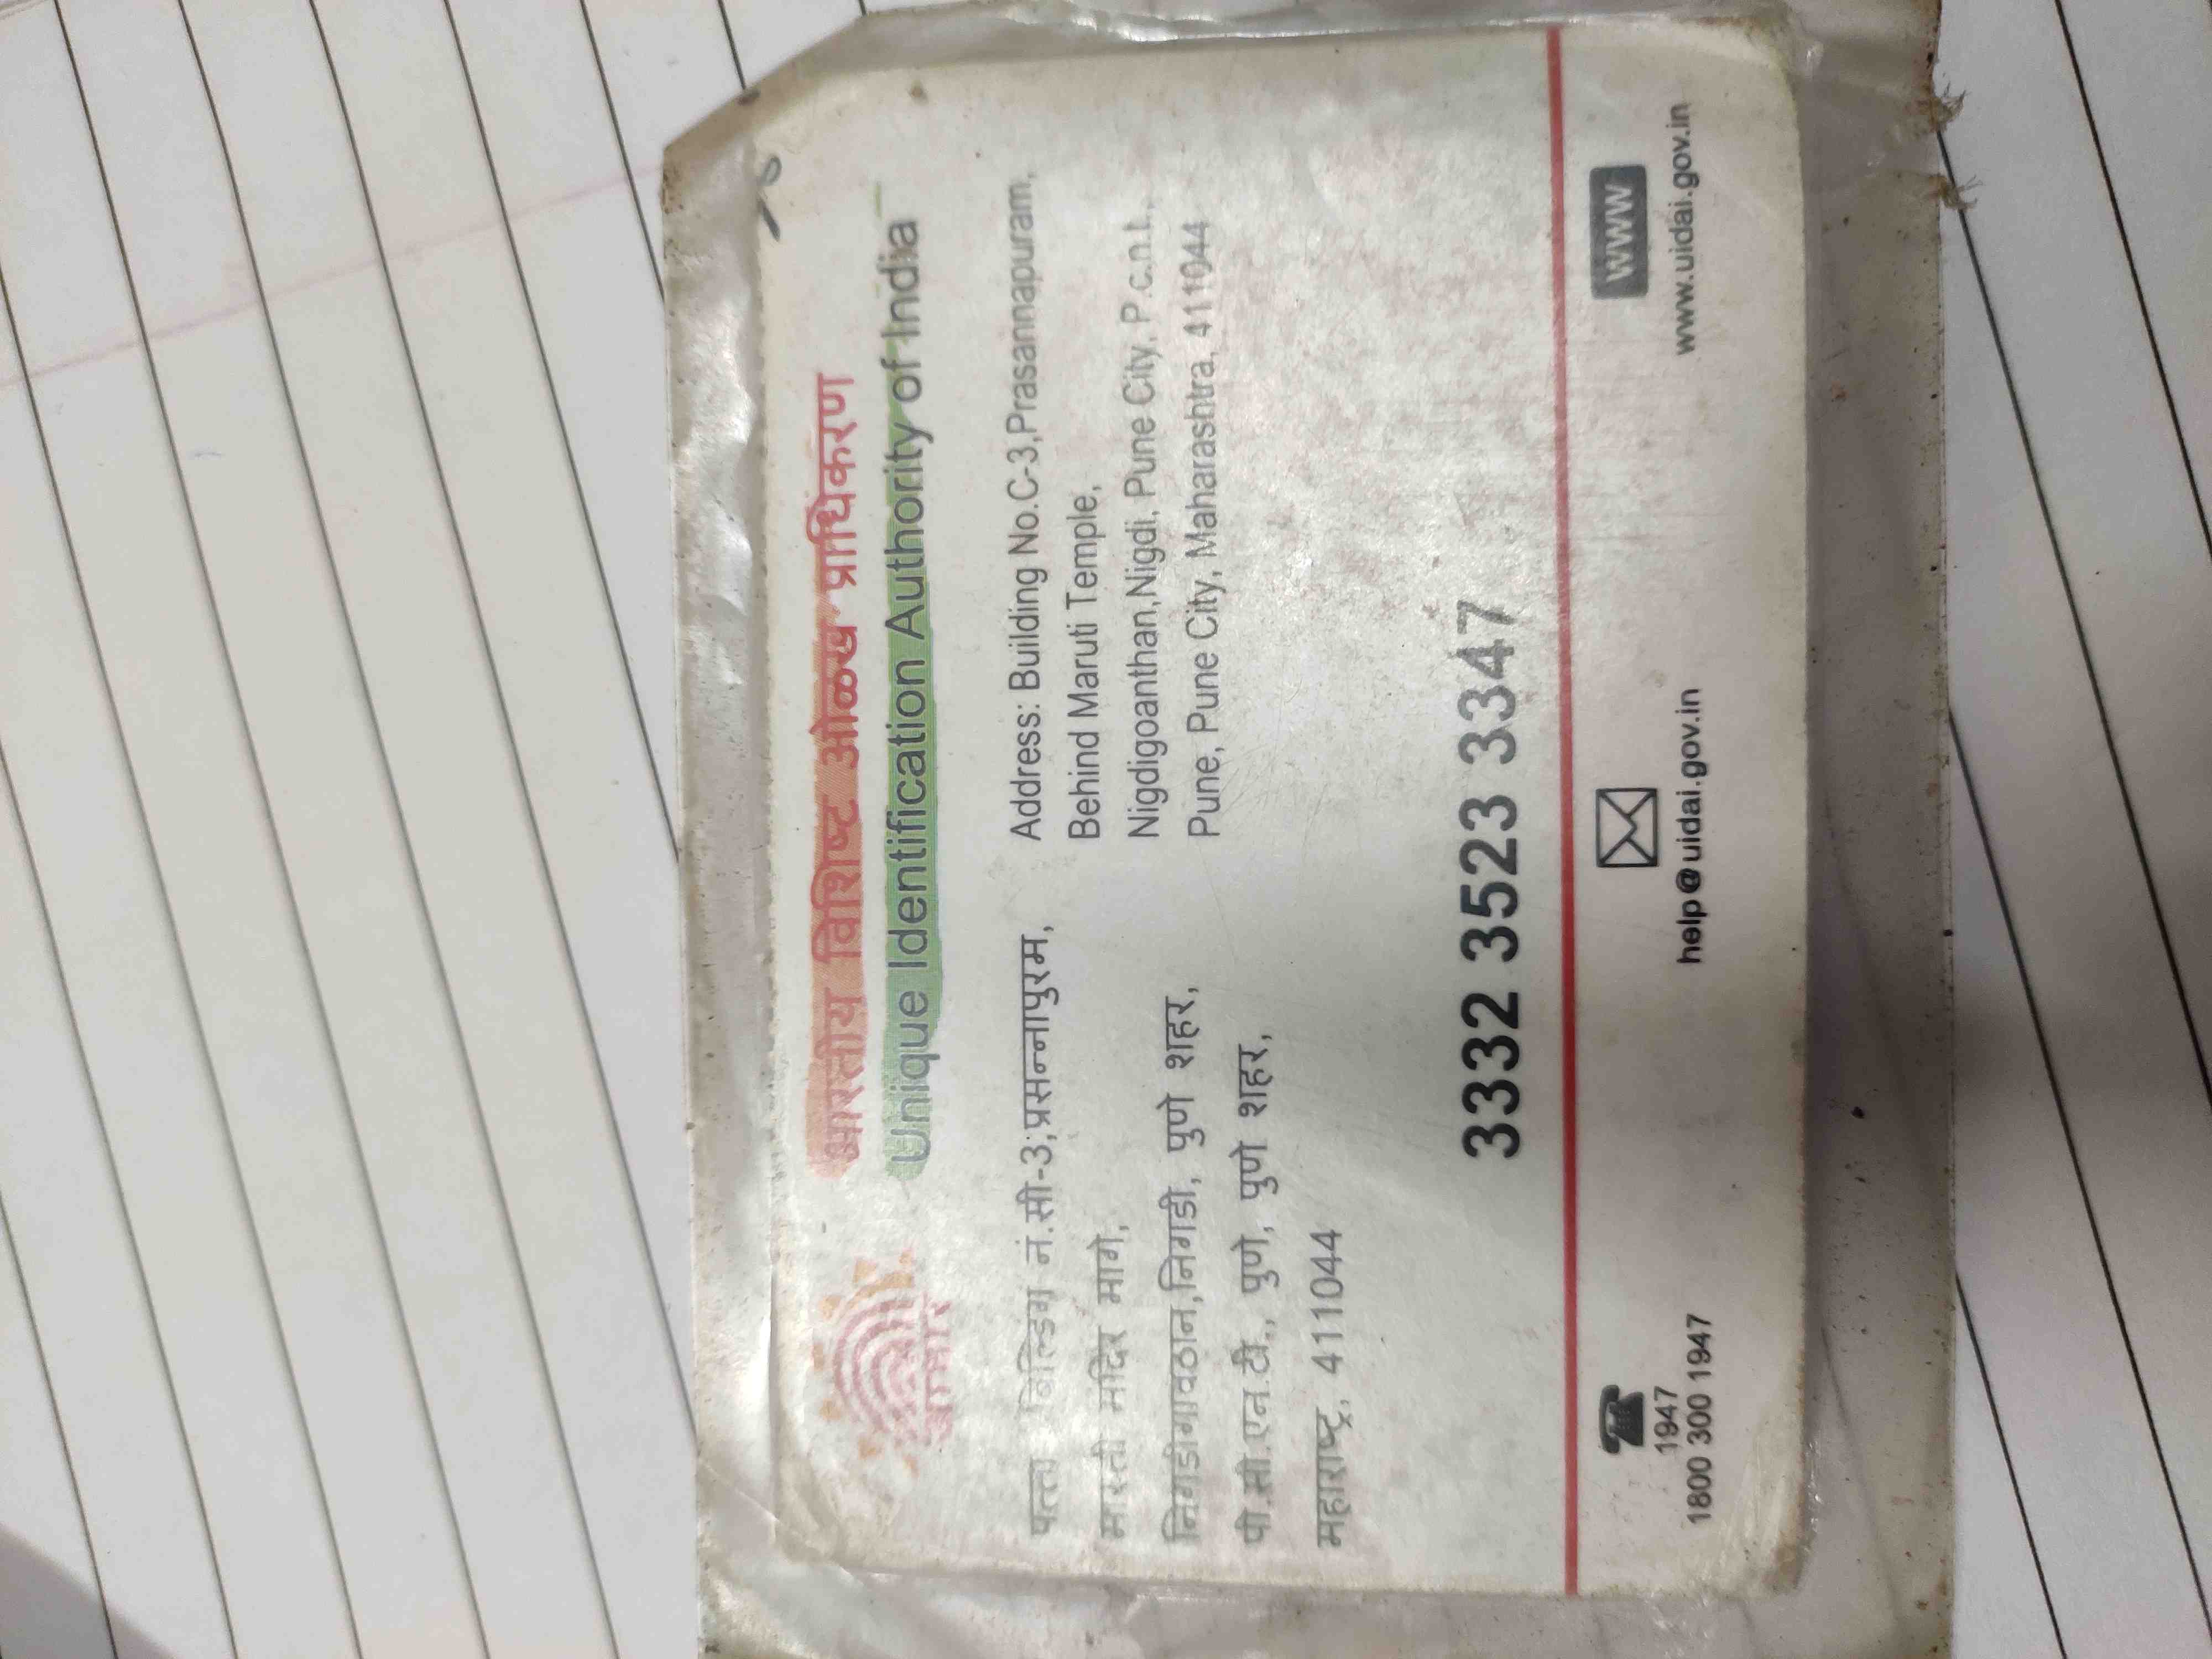 भारतीय विशिष्ट ओळख प्राधिकरण
Unique Identification Authority of India
आधार
पत्ता बिल्डिंग नं.सी-3,प्रसन्नापुरम,
मारुती मंदिर मागे,
निगडीगावठान,निगडी, पुणे शहर,
पी.सी.एन.टी., पुणे, पुणे शहर,
महाराष्ट्र, 411044
Address: Building No.C-3,Prasannapuram,
Behind Maruti Temple,
Nigdigoanthan,Nigdi, Pune City, P.c.n.t.,
Pune, Pune City, Maharashtra, 411044
3332 3523 3347
1947
1800 300 1947
help@uidai.gov.in
WWW
www.uidai.gov.in